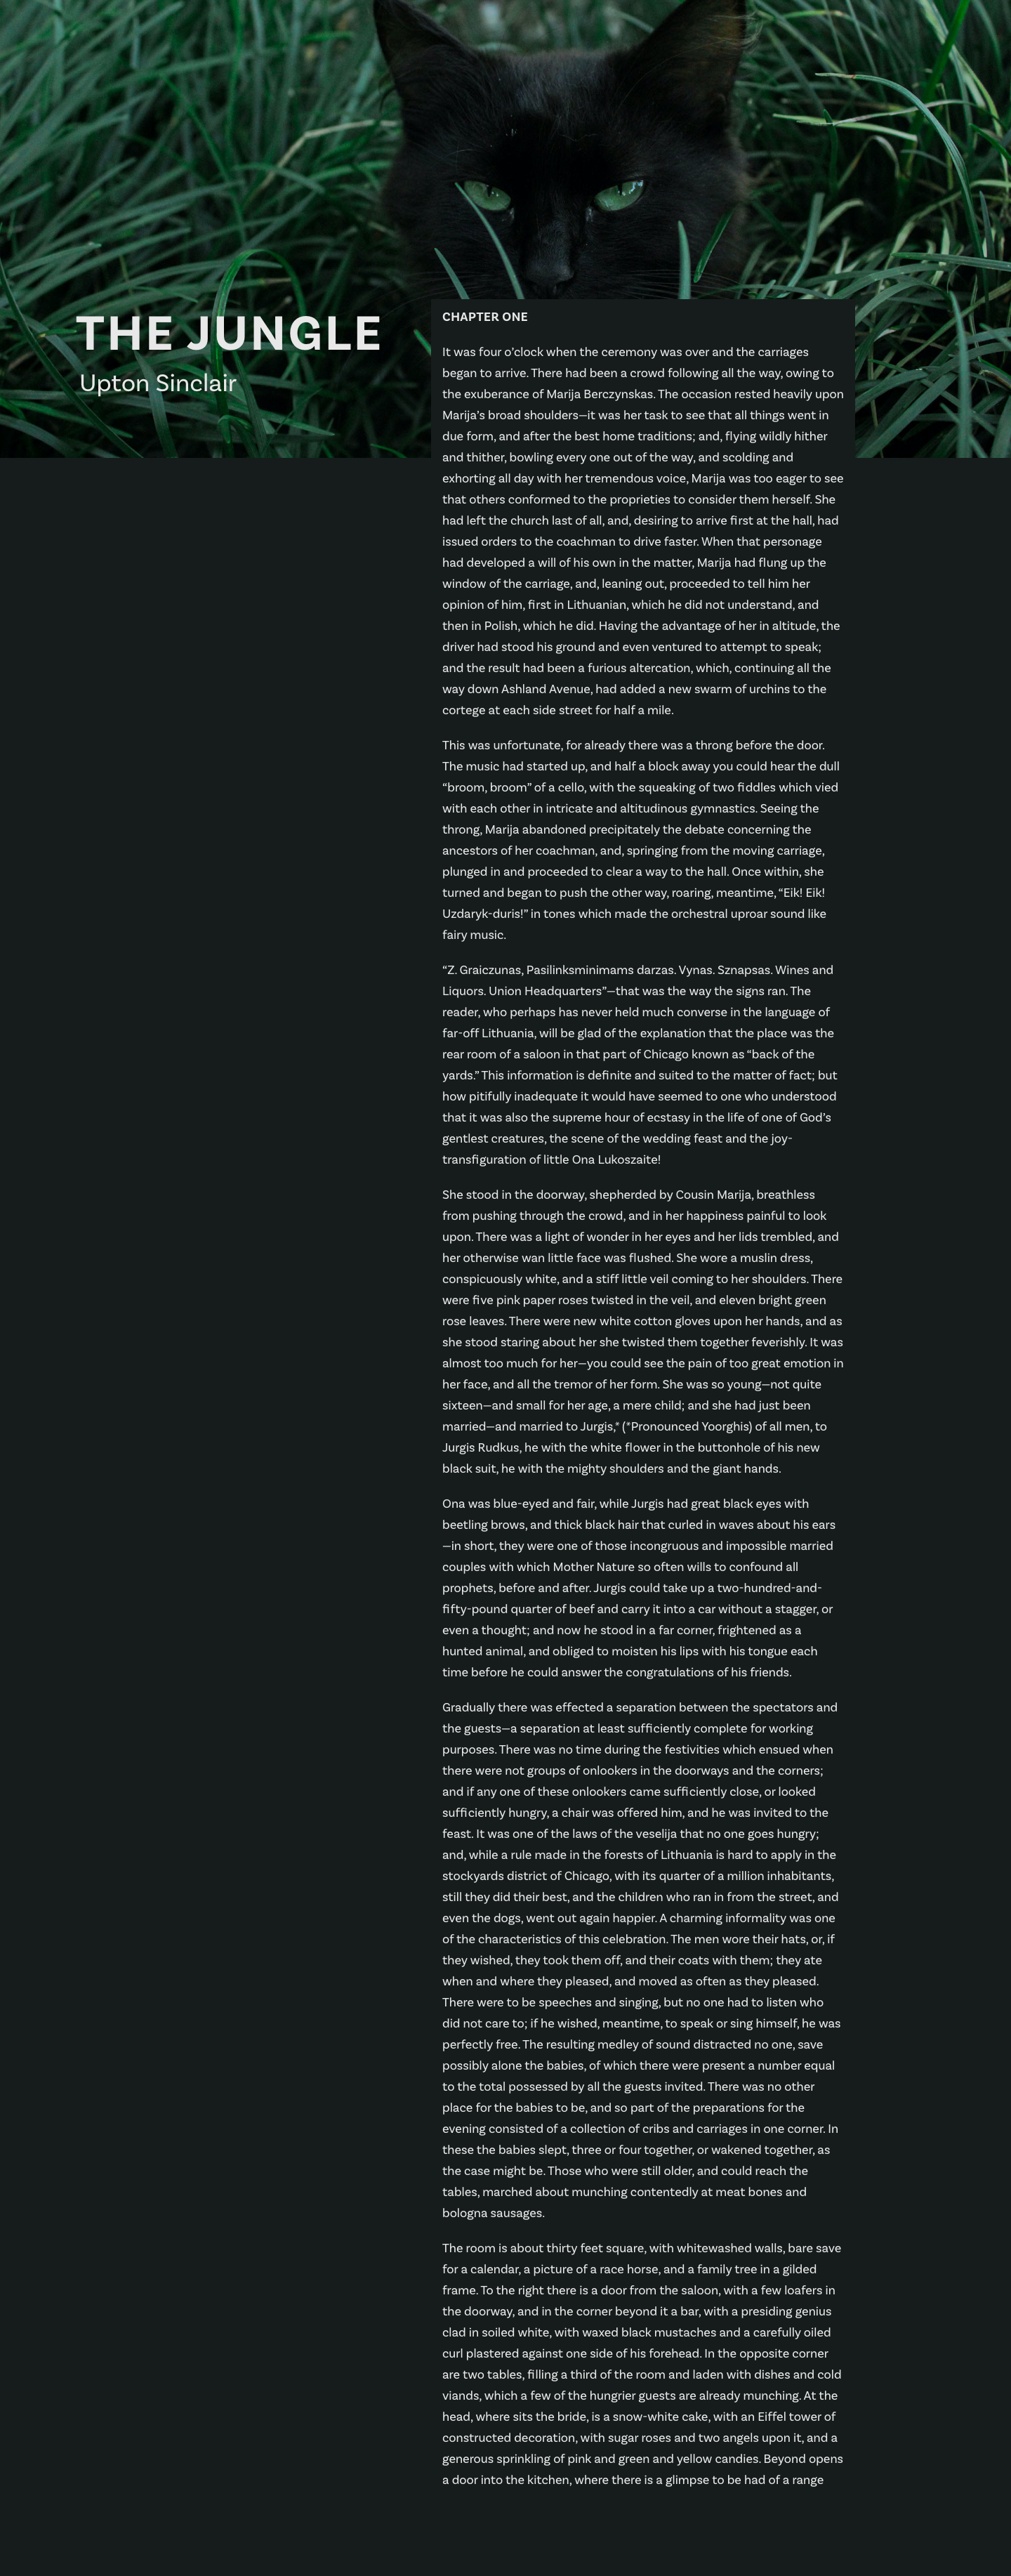 THE JUNGLE
Upton Sinclair
CHAPTER ONE
It was four o’clock when the ceremony was over and the carriages
began to arrive. There had been a crowd following all the way, owing to
the exuberance of Marija Berczynskas. The occasion rested heavily upon
Marija’s broad shoulders—it was her task to see that all things went in
due form, and after the best home traditions; and, flying wildly hither
and thither, bowling every one out of the way, and scolding and
exhorting all day with her tremendous voice, Marija was too eager to see
that others conformed to the proprieties to consider them herself. She
had left the church last of all, and, desiring to arrive first at the hall, had
issued orders to the coachman to drive faster. When that personage
had developed a will of his own in the matter, Marija had flung up the
window of the carriage, and, leaning out, proceeded to tell him her
opinion of him, first in Lithuanian, which he did not understand, and
then in Polish, which he did. Having the advantage of her in altitude, the
driver had stood his ground and even ventured to attempt to speak;
and the result had been a furious altercation, which, continuing all the
way down Ashland Avenue, had added a new swarm of urchins to the
cortege at each side street for half a mile.
This was unfortunate, for already there was a throng before the door.
The music had started up, and half a block away you could hear the dull
“broom, broom” of a cello, with the squeaking of two fiddles which vied
with each other in intricate and altitudinous gymnastics. Seeing the
throng, Marija abandoned precipitately the debate concerning the
ancestors of her coachman, and, springing from the moving carriage,
plunged in and proceeded to clear a way to the hall. Once within, she
turned and began to push the other way, roaring, meantime, “Eik! Eik!
Uzdaryk-duris!” in tones which made the orchestral uproar sound like
fairy music.
“Z. Graiczunas, Pasilinksminimams darzas. Vynas. Sznapsas. Wines and
Liquors. Union Headquarters”—that was the way the signs ran. The
reader, who perhaps has never held much converse in the language of
far-off Lithuania, will be glad of the explanation that the place was the
rear room of a saloon in that part of Chicago known as “back of the
yards.” This information is definite and suited to the matter of fact; but
how pitifully inadequate it would have seemed to one who understood
that it was also the supreme hour of ecstasy in the life of one of God’s
gentlest creatures, the scene of the wedding feast and the joy-
transfiguration of little Ona Lukoszaite!
She stood in the doorway, shepherded by Cousin Marija, breathless
from pushing through the crowd, and in her happiness painful to look
upon. There was a light of wonder in her eyes and her lids trembled, and
her otherwise wan little face was flushed. She wore a muslin dress,
conspicuously white, and a stiff little veil coming to her shoulders. There
were five pink paper roses twisted in the veil, and eleven bright green
rose leaves. There were new white cotton gloves upon her hands, and as
she stood staring about her she twisted them together feverishly. It was
almost too much for her—you could see the pain of too great emotion in
her face, and all the tremor of her form. She was so young—not quite
sixteen—and small for her age, a mere child; and she had just been
married—and married to Jurgis,* (*Pronounced Yoorghis) of all men, to
Jurgis Rudkus, he with the white flower in the buttonhole of his new
black suit, he with the mighty shoulders and the giant hands.
Ona was blue-eyed and fair, while Jurgis had great black eyes with
beetling brows, and thick black hair that curled in waves about his ears
—in short, they were one of those incongruous and impossible married
couples with which Mother Nature so often wills to confound all
prophets, before and after. Jurgis could take up a two-hundred-and-
fifty-pound quarter of beef and carry it into a car without a stagger, or
even a thought; and now he stood in a far corner, frightened as a
hunted animal, and obliged to moisten his lips with his tongue each
time before he could answer the congratulations of his friends.
Gradually there was effected a separation between the spectators and
the guests—a separation at least sufficiently complete for working
purposes. There was no time during the festivities which ensued when
there were not groups of onlookers in the doorways and the corners;
and if any one of these onlookers came sufficiently close, or looked
sufficiently hungry, a chair was offered him, and he was invited to the
feast. It was one of the laws of the veselija that no one goes hungry;
and, while a rule made in the forests of Lithuania is hard to apply in the
stockyards district of Chicago, with its quarter of a million inhabitants,
still they did their best, and the children who ran in from the street, and
even the dogs, went out again happier. A charming informality was one
of the characteristics of this celebration. The men wore their hats, or, if
they wished, they took them off, and their coats with them; they ate
when and where they pleased, and moved as often as they pleased.
There were to be speeches and singing, but no one had to listen who
did not care to; if he wished, meantime, to speak or sing himself, he was
perfectly free. The resulting medley of sound distracted no one, save
possibly alone the babies, of which there were present a number equal
to the total possessed by all the guests invited. There was no other
place for the babies to be, and so part of the preparations for the
evening consisted of a collection of cribs and carriages in one corner. In
these the babies slept, three or four together, or wakened together, as
the case might be. Those who were still older, and could reach the
tables, marched about munching contentedly at meat bones and
bologna sausages.
The room is about thirty feet square, with whitewashed walls, bare save
for a calendar, a picture of a race horse, and a family tree in a gilded
frame. To the right there is a door from the saloon, with a few loafers in
the doorway, and in the corner beyond it a bar, with a presiding genius
clad in soiled white, with waxed black mustaches and a carefully oiled
curl plastered against one side of his forehead. In the opposite corner
are two tables, filling a third of the room and laden with dishes and cold
viands, which a few of the hungrier guests are already munching. At the
head, where sits the bride, is a snow-white cake, with an Eiffel tower of
constructed decoration, with sugar roses and two angels upon it, and a
generous sprinkling of pink and green and yellow candies. Beyond opens
a door into the kitchen, where there is a glimpse to be had of a range